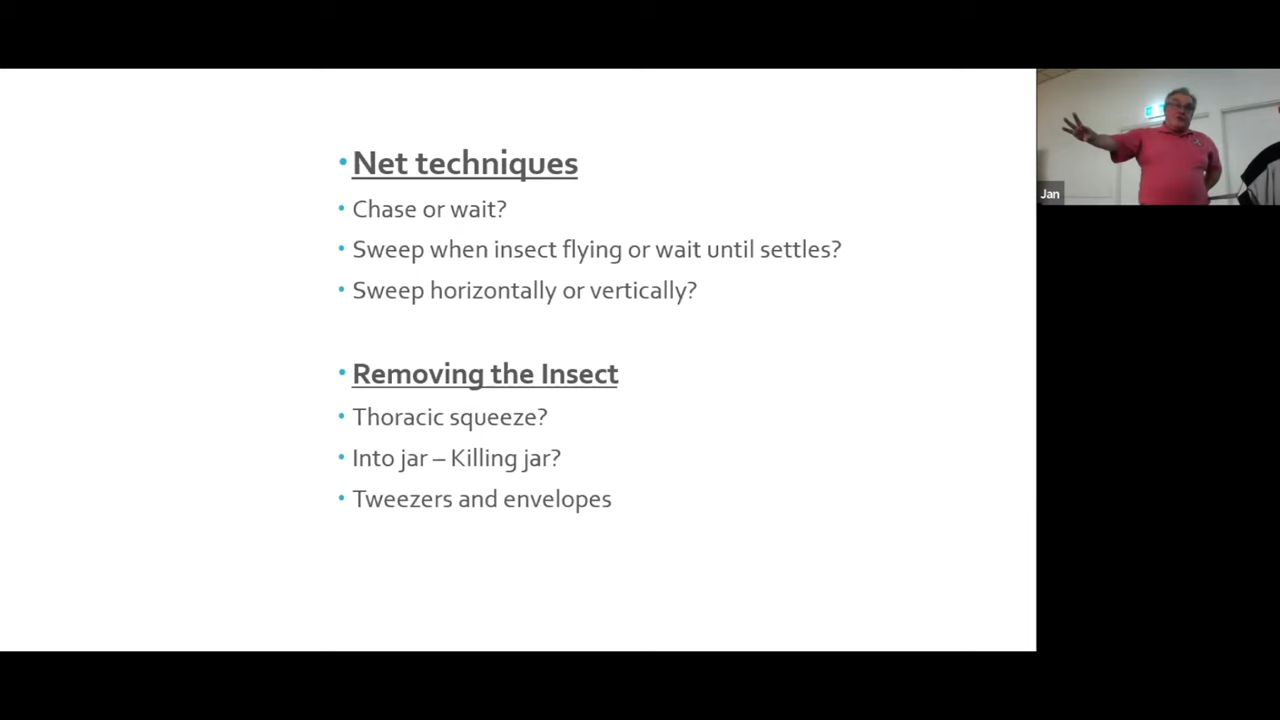 • Net techniques
• Chase or wait?
• Sweep when insect flying or wait until settles?
• Sweep horizontally or vertically?
• Removing the Insect
• Thoracic squeeze?
• Into jar – Killing jar?
• Tweezers and envelopes
Jan